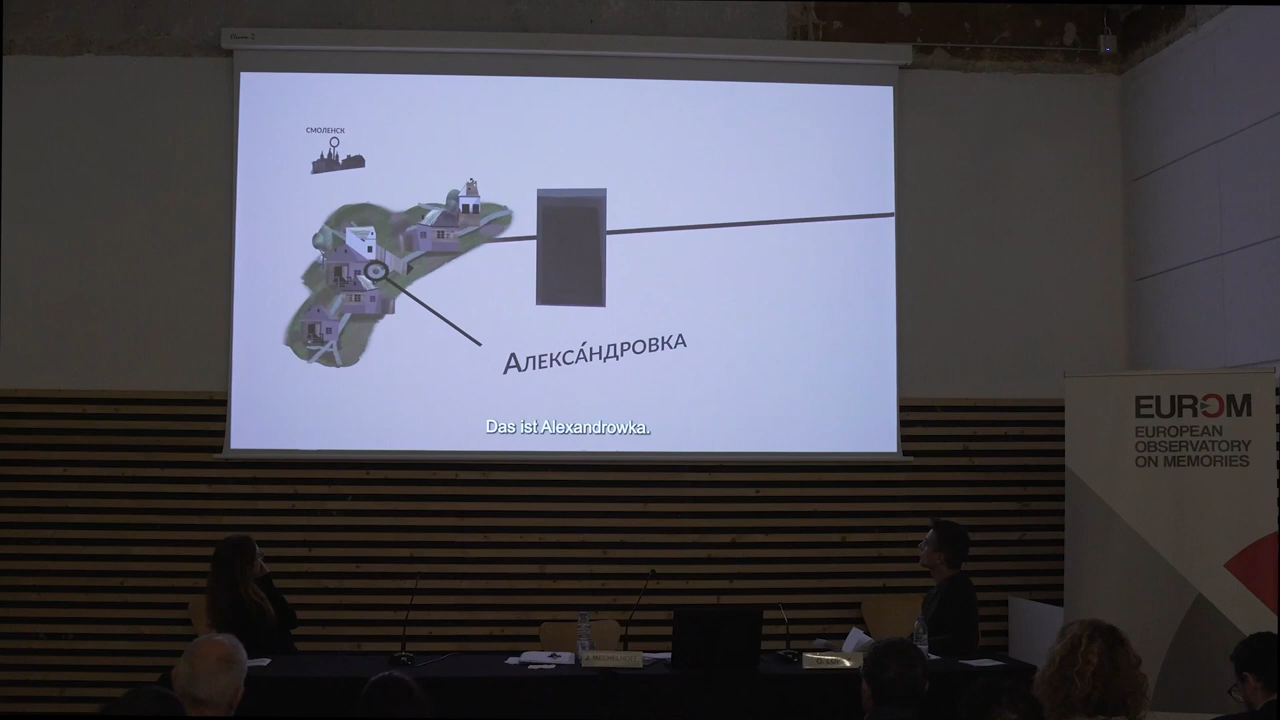 СМОЛЕНСК
АЛЕКСА́НДРОВКА
Das ist Alexandrowka.
EUROM
EUROPEAN
OBSERVATORY
ON MEMORIES